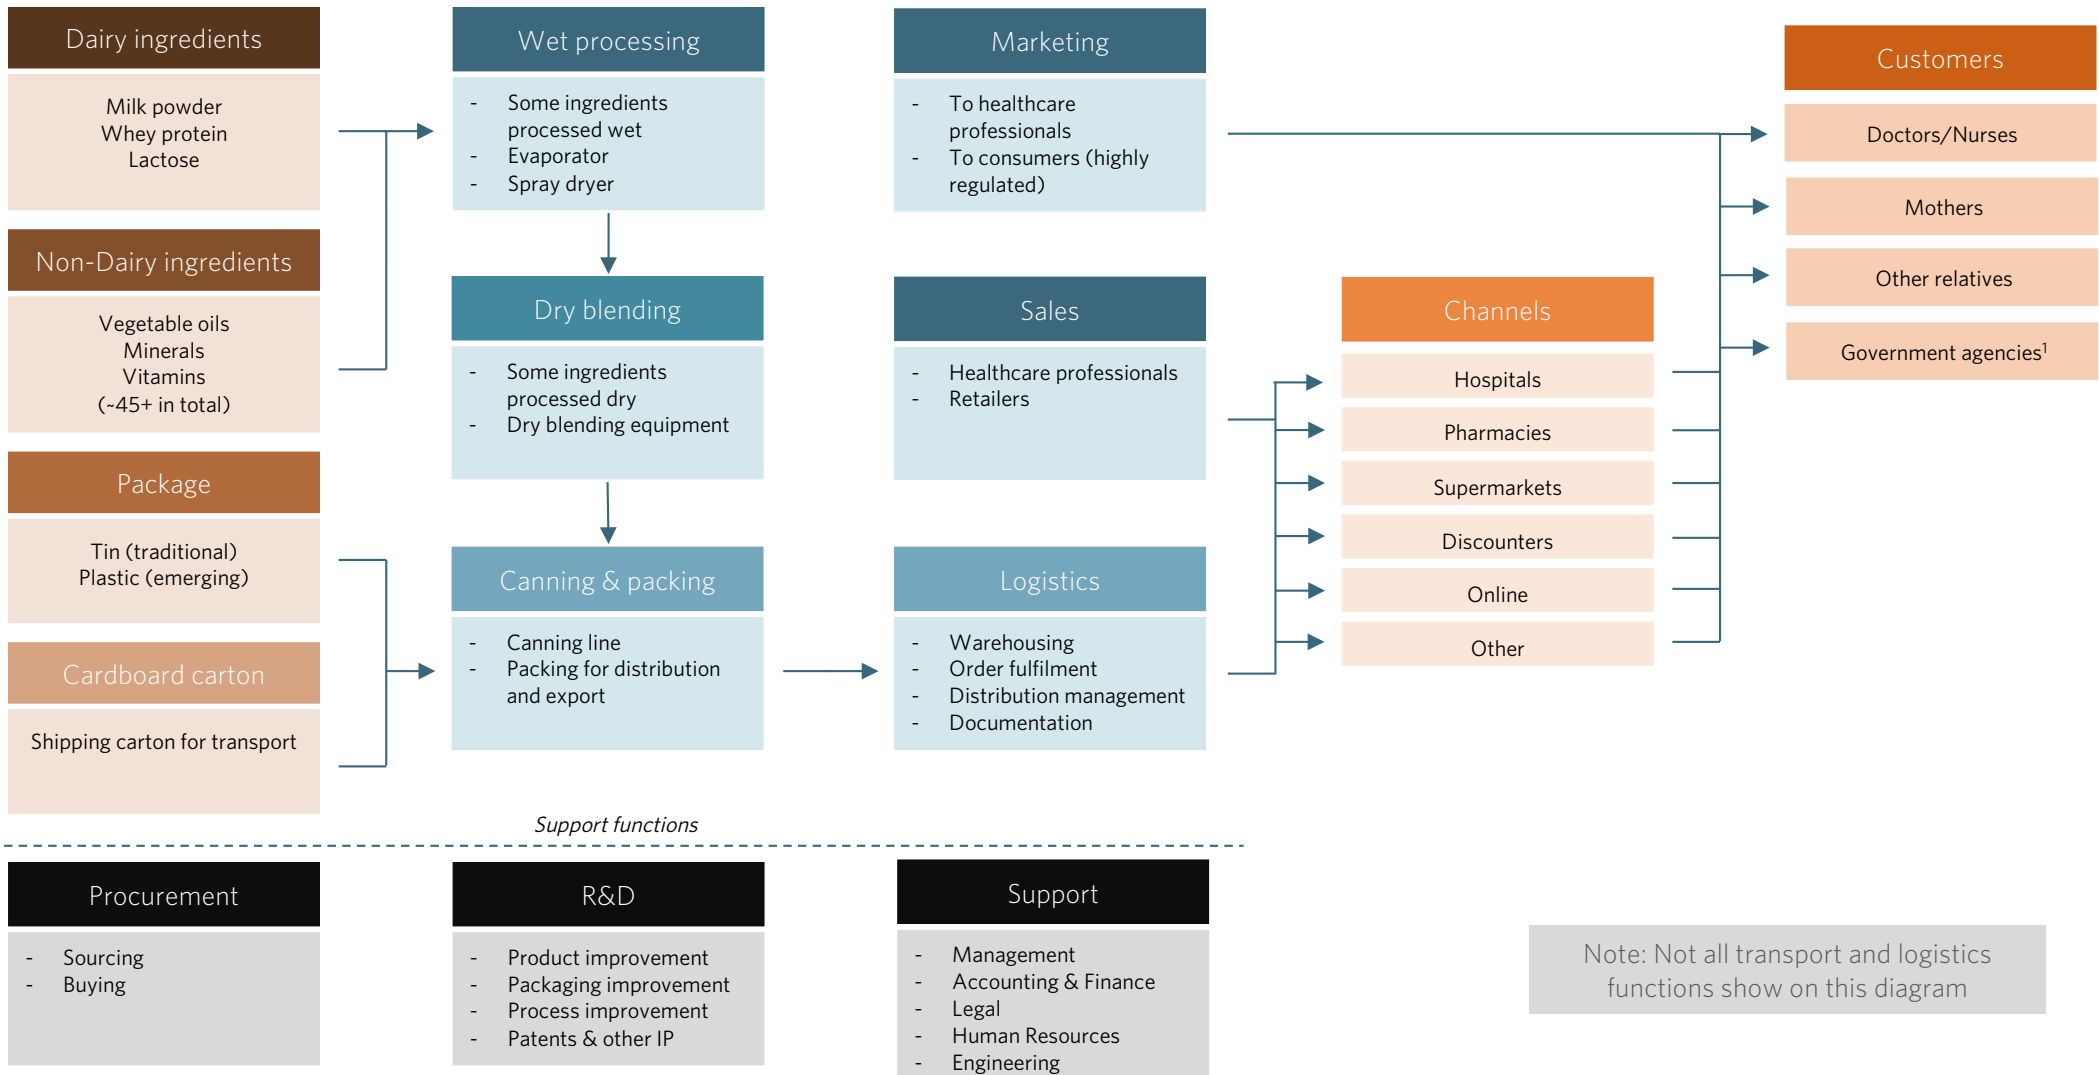 Dairy ingredients
Milk powder
Whey protein
Lactose
Non-Dairy ingredients
Vegetable oils
Minerals
Vitamins
(~45+ in total)
Package
Tin (traditional)
Plastic (emerging)
Cardboard carton
Shipping carton for transport
Wet processing
- Some ingredients
processed wet
- Evaporator
- Spray dryer
Dry blending
- Some ingredients
processed dry
- Dry blending equipment
Canning & packing
- Canning line
- Packing for distribution
and export
Marketing
- To healthcare
professionals
- To consumers (highly
regulated)
Sales
- Healthcare professionals
- Retailers
Logistics
- Warehousing
- Order fulfilment
- Distribution management
- Documentation
Channels
Hospitals
Pharmacies
Supermarkets
Discounters
Online
Other
Customers
Doctors/Nurses
Mothers
Other relatives
Government agencies¹
Support functions
Procurement
- Sourcing
- Buying
R&D
- Product improvement
- Packaging improvement
- Process improvement
- Patents & other IP
Support
- Management
- Accounting & Finance
- Legal
- Human Resources
- Engineering
Note: Not all transport and logistics
functions show on this diagram